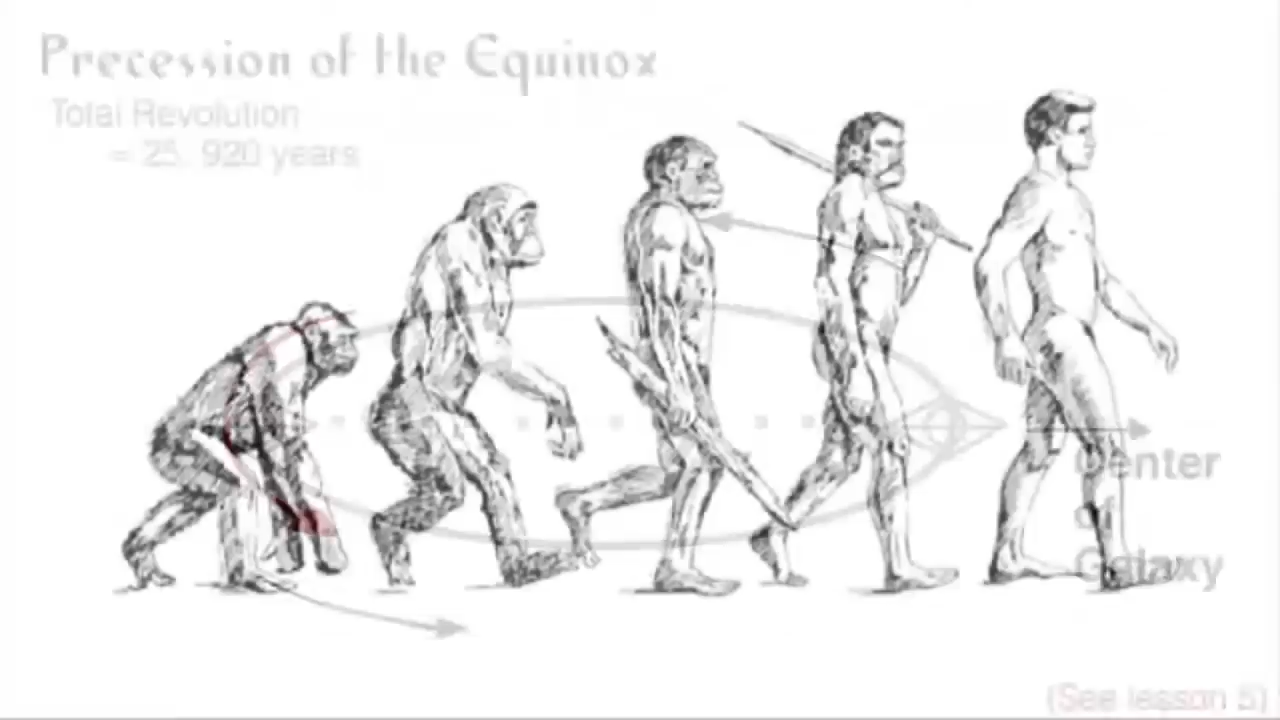 Precession of the Equinox
Total Revolution
= 25, 920 years
Center
of
Galaxy
(See lesson 5)